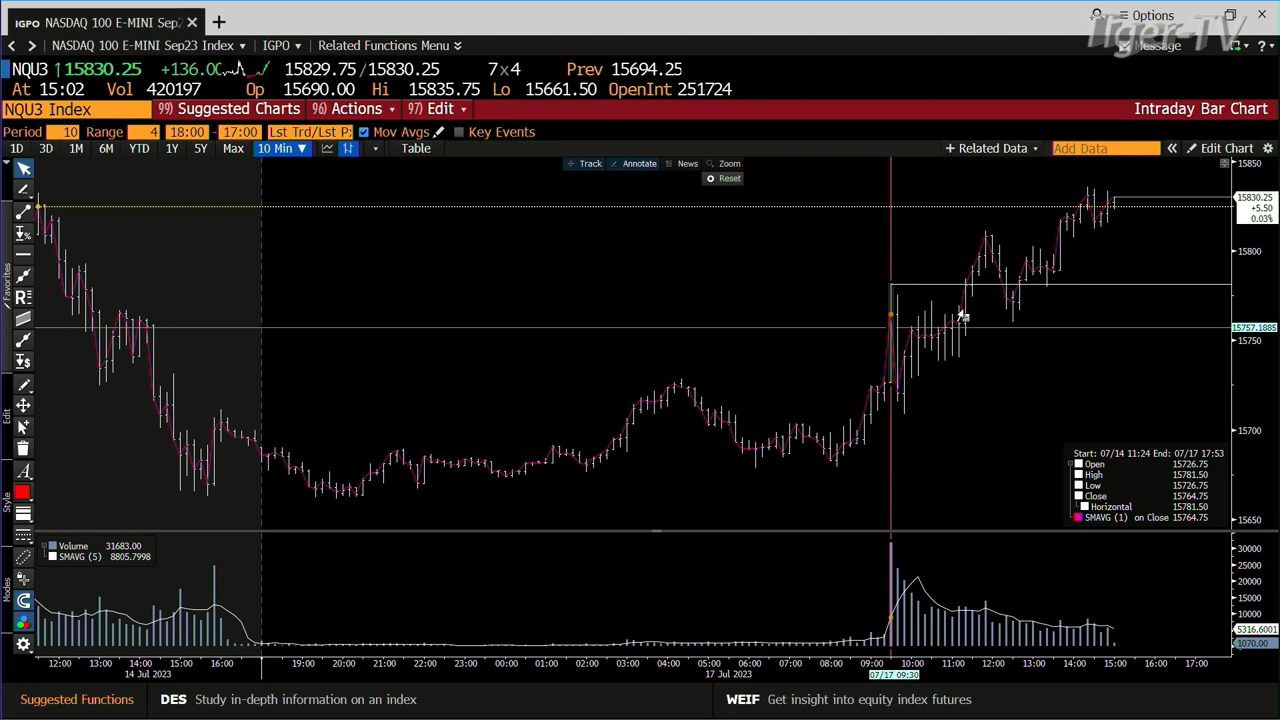 IGPO NASDAQ 100 E-MINI Sep2 × +
Options
Tiger-TV
NASDAQ 100 E-MINI Sep23 Index IGPO Related Functions Menu Message
NQU3 ↑15830.25 +136.00 15829.75/15830.25 7x4 Prev 15694.25
At 15:02 Vol 420197 Op 15690.00 Hi 15835.75 Lo 15661.50 OpenInt 251724
NQU3 Index 99) Suggested Charts 96) Actions 97) Edit Intraday Bar Chart
Period 10 Range 4 18:00 - 17:00 Lst Trd/Lst P Mov Avgs Key Events
1D 3D 1M 6M YTD 1Y 5Y Max 10 Min ▼ Table + Related Data Add Data « Edit Chart
Track Annotate News Zoom
Reset
15850
15830.25
+5.50
0.03%
15800
15757.1885
15750
15700
15650
Favorites
Edit
Style
Modes
Start: 07/14 11:24 End: 07/17 17:53
Open 15726.75
High 15781.50
Low 15726.75
Close 15764.75
Horizontal 15781.50
SMAVG (1) on Close 15764.75
Volume 31683.00
SMAVG (5) 8805.7998
30000
25000
20000
15000
10000
5316.6001
1070.00
12:00 13:00 14:00 15:00 16:00 19:00 20:00 21:00 22:00 23:00 00:00 01:00 02:00 03:00 04:00 05:00 06:00 07:00 08:00 09:00 10:00 11:00 12:00 13:00 14:00 15:00 16:00 17:00
14 Jul 2023 17 Jul 2023 07/17 09:30
Suggested Functions DES Study in-depth information on an index WEIF Get insight into equity index futures